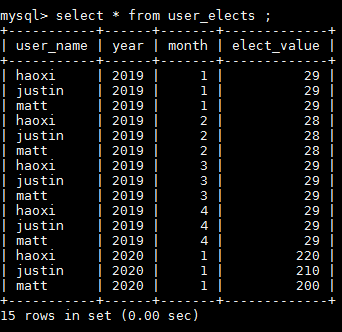 mysql> select * from user_elects ;
+-----------+------+-------+-------------+
| user_name | year | month | elect_value |
+-----------+------+-------+-------------+
| haoxi     | 2019 |     1 |          29 |
| justin    | 2019 |     1 |          29 |
| matt      | 2019 |     1 |          29 |
| haoxi     | 2019 |     2 |          28 |
| justin    | 2019 |     2 |          28 |
| matt      | 2019 |     2 |          28 |
| haoxi     | 2019 |     3 |          29 |
| justin    | 2019 |     3 |          29 |
| matt      | 2019 |     3 |          29 |
| haoxi     | 2019 |     4 |          29 |
| justin    | 2019 |     4 |          29 |
| matt      | 2019 |     4 |          29 |
| haoxi     | 2020 |     1 |         220 |
| justin    | 2020 |     1 |         210 |
| matt      | 2020 |     1 |         200 |
+-----------+------+-------+-------------+
15 rows in set (0.00 sec)